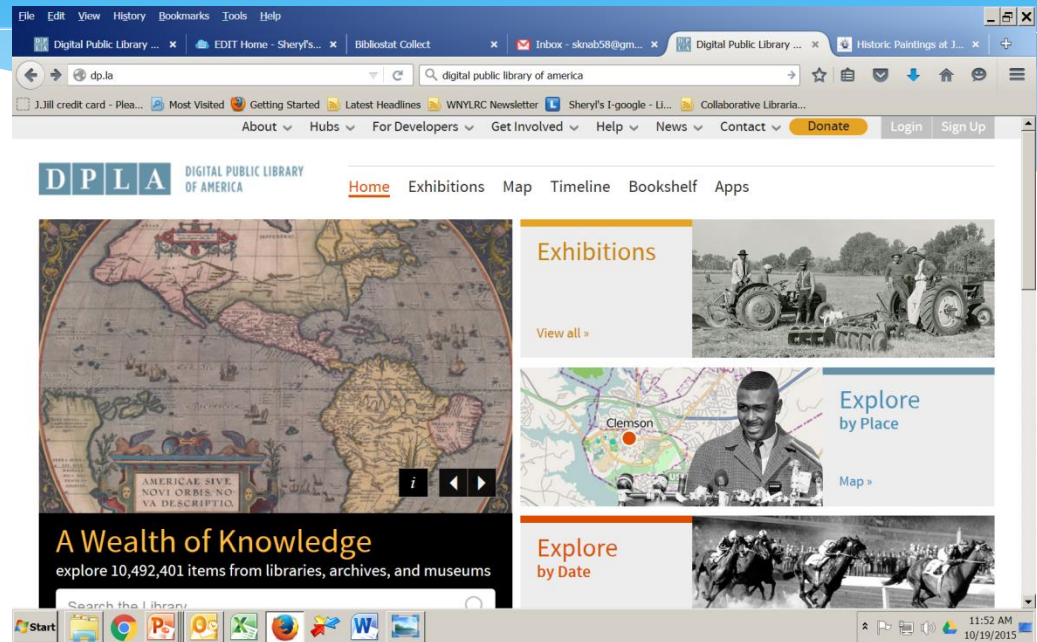 File Edit View History Bookmarks Tools Help
Digital Public Library ... × EDIT Home - Sheryl's... × Bibliostat Collect × Inbox - sknab58@gm... × Digital Public Library ... × Historic Paintings at J... ×
dp.la digital public library of america
J.Jill credit card - Plea... Most Visited Getting Started Latest Headlines WNYLRC Newsletter Sheryl's I-google - Li... Collaborative Libraria...
About Hubs For Developers Get Involved Help News Contact Donate Login Sign Up
DPLA DIGITAL PUBLIC LIBRARY
OF AMERICA
Home Exhibitions Map Timeline Bookshelf Apps
AMERICAE SIVE
NOVI ORBIS, NO-
VA DESCRIPTIO.
i
A Wealth of Knowledge
explore 10,492,401 items from libraries, archives, and museums
Search the Library
Exhibitions
View all »
Clemson
Explore
by Place
Map »
Explore
by Date
Start
11:52 AM
10/19/2015